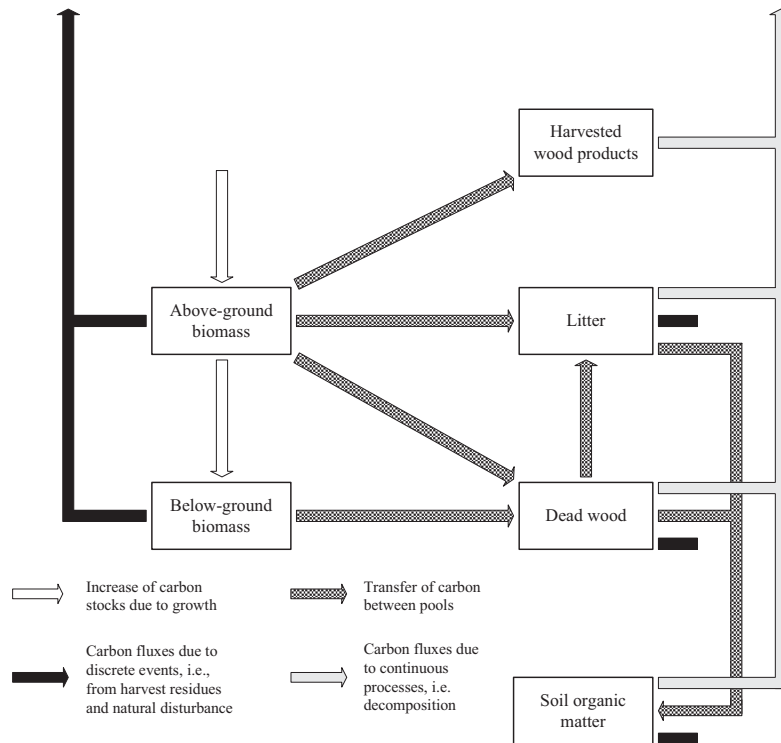 Harvested
wood products
Above-ground
biomass
Litter
Below-ground
biomass
Dead wood
Increase of carbon
stocks due to growth
Transfer of carbon
between pools
Carbon fluxes due to
discrete events, i.e.,
from harvest residues
and natural disturbance
Carbon fluxes due
to continuous
processes, i.e.
decomposition
Soil organic
matter